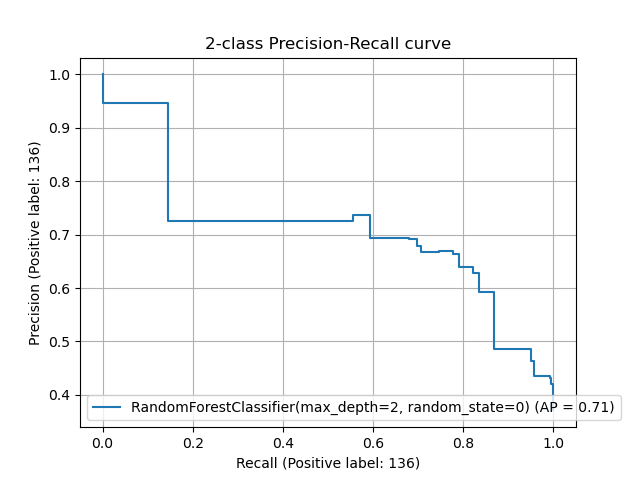 2-class Precision-Recall curve
Precision (Positive label: 136)
1.0
0.9
0.8
0.7
0.6
0.5
0.4
RandomForestClassifier(max_depth=2, random_state=0) (AP = 0.71)
0.0 0.2 0.4 0.6 0.8 1.0
Recall (Positive label: 136)